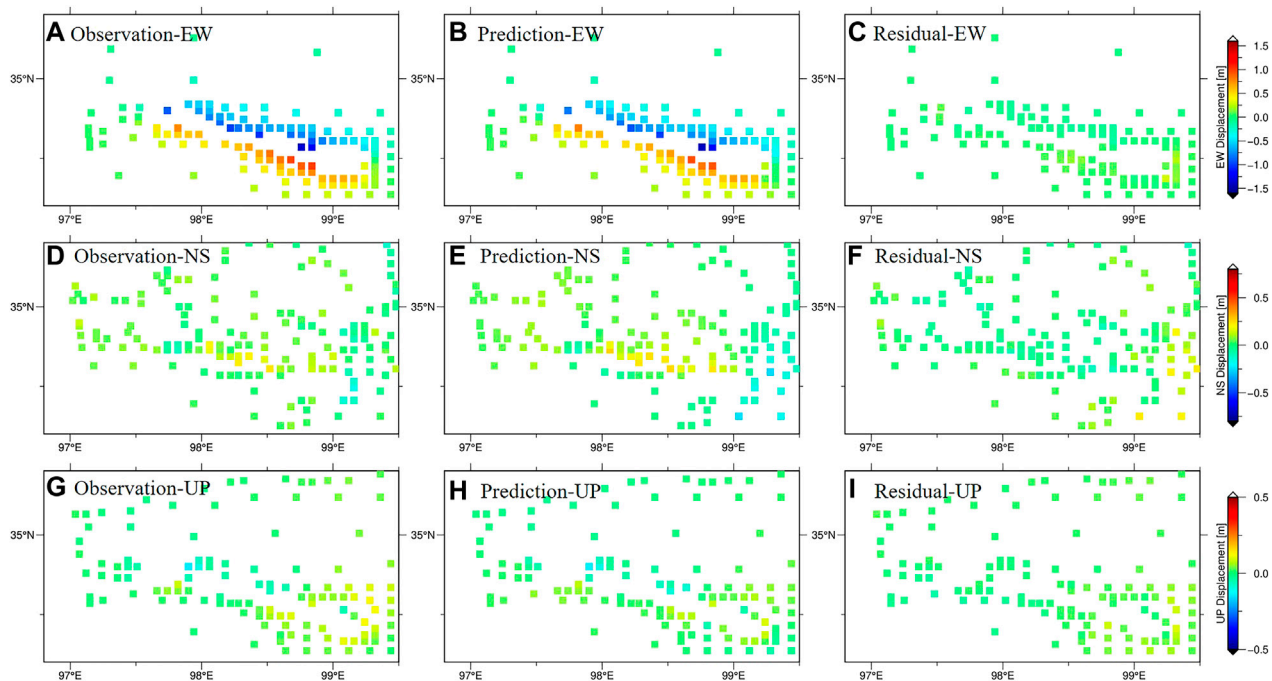 A Observation-EW
B Prediction-EW
C Residual-EW
35°N
35°N
EW Displacement [m]
1.5
1.0
0.5
0.0
−0.5
−1.0
−1.5
97°E 98°E 99°E
97°E 98°E 99°E
97°E 98°E 99°E
D Observation-NS
E Prediction-NS
F Residual-NS
35°N
35°N
NS Displacement [m]
0.5
0.0
−0.5
97°E 98°E 99°E
97°E 98°E 99°E
97°E 98°E 99°E
G Observation-UP
H Prediction-UP
I Residual-UP
35°N
35°N
UP Displacement [m]
0.5
0.0
−0.5
97°E 98°E 99°E
97°E 98°E 99°E
97°E 98°E 99°E